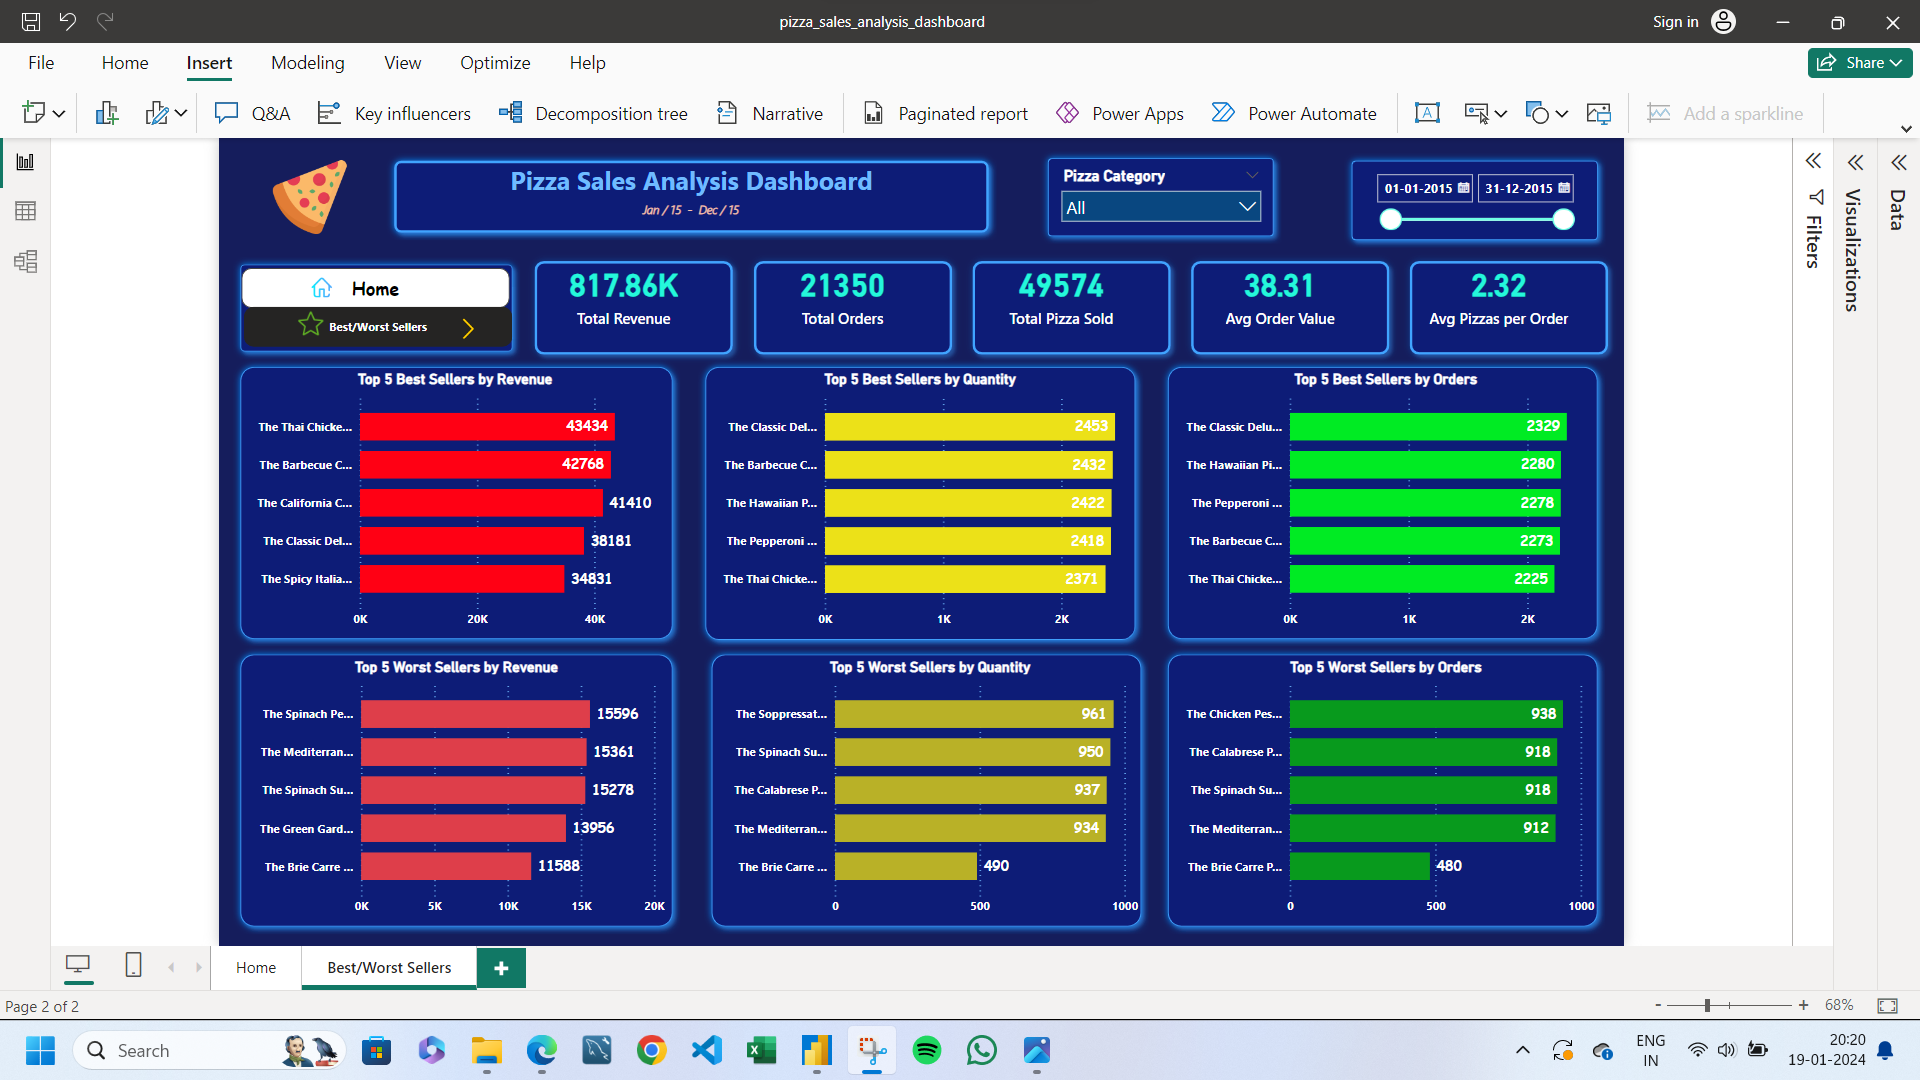 pizza_sales_analysis_dashboard
Sign in
File Home Insert Modeling View Optimize Help
Share
Q&A Key influencers Decomposition tree Narrative Paginated report Power Apps Power Automate A Add a sparkline
Pizza Sales Analysis Dashboard
Jan / 15 - Dec / 15
Pizza Category
All
01-01-2015 31-12-2015
Filters
Visualizations
Data
Home
Best/Worst Sellers
817.86K
Total Revenue
21350
Total Orders
49574
Total Pizza Sold
38.31
Avg Order Value
2.32
Avg Pizzas per Order
Top 5 Best Sellers by Revenue
The Thai Chicke... 43434
The Barbecue C... 42768
The California C... 41410
The Classic Del... 38181
The Spicy Italia... 34831
0K 20K 40K
Top 5 Best Sellers by Quantity
The Classic Del... 2453
The Barbecue C... 2432
The Hawaiian P... 2422
The Pepperoni ... 2418
The Thai Chicke... 2371
0K 1K 2K
Top 5 Best Sellers by Orders
The Classic Delu... 2329
The Hawaiian Pi... 2280
The Pepperoni ... 2278
The Barbecue C... 2273
The Thai Chicke... 2225
0K 1K 2K
Top 5 Worst Sellers by Revenue
The Spinach Pe... 15596
The Mediterran... 15361
The Spinach Su... 15278
The Green Gard... 13956
The Brie Carre ... 11588
0K 5K 10K 15K 20K
Top 5 Worst Sellers by Quantity
The Soppressat... 961
The Spinach Su... 950
The Calabrese P... 937
The Mediterran... 934
The Brie Carre ... 490
0 500 1000
Top 5 Worst Sellers by Orders
The Chicken Pes... 938
The Calabrese P... 918
The Spinach Su... 918
The Mediterran... 912
The Brie Carre P... 480
0 500 1000
Home Best/Worst Sellers +
Page 2 of 2
- + 68%
Search
ENG
IN
20:20
19-01-2024